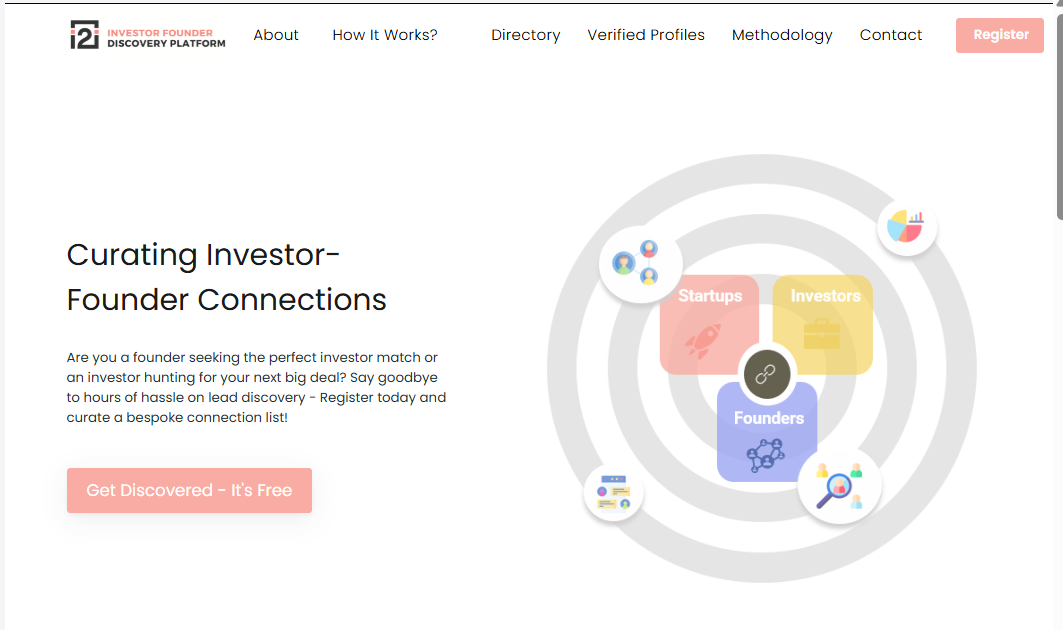 i2i INVESTOR FOUNDER
DISCOVERY PLATFORM
About How It Works? Directory Verified Profiles Methodology Contact Register
Curating Investor-
Founder Connections
Are you a founder seeking the perfect investor match or
an investor hunting for your next big deal? Say goodbye
to hours of hassle on lead discovery - Register today and
curate a bespoke connection list!
Get Discovered - It's Free
Startups Investors
Founders